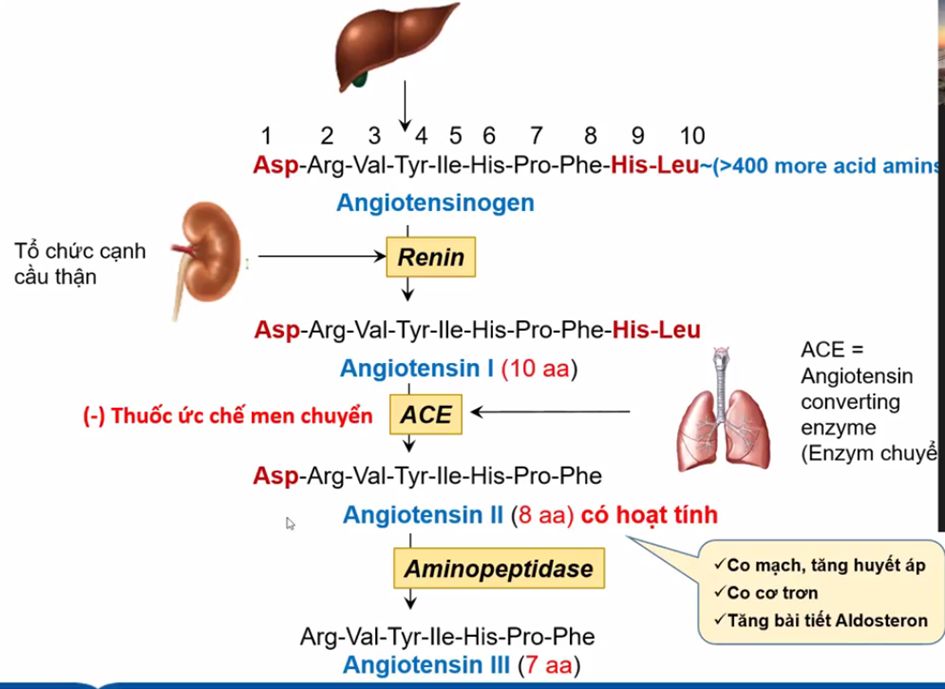 1 2 3 4 5 6 7 8 9 10
Asp-Arg-Val-Tyr-Ile-His-Pro-Phe-His-Leu~(>400 more acid amins
Angiotensinogen
Tổ chức cạnh
cầu thận
Renin
Asp-Arg-Val-Tyr-Ile-His-Pro-Phe-His-Leu
Angiotensin I (10 aa)
(-) Thuốc ức chế men chuyển
ACE
ACE =
Angiotensin
converting
enzyme
(Enzym chuyể
Asp-Arg-Val-Tyr-Ile-His-Pro-Phe
Angiotensin II (8 aa) có hoạt tính
Aminopeptidase
✓Co mạch, tăng huyết áp
✓Co cơ trơn
✓Tăng bài tiết Aldosteron
Arg-Val-Tyr-Ile-His-Pro-Phe
Angiotensin III (7 aa)